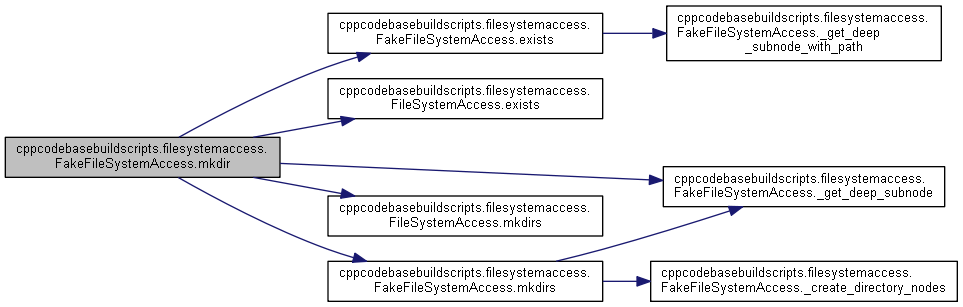 cppcodebasebuildscripts.filesystemaccess.
FakeFileSystemAccess.mkdir
cppcodebasebuildscripts.filesystemaccess.
FakeFileSystemAccess.exists
cppcodebasebuildscripts.filesystemaccess.
FakeFileSystemAccess._get_deep
_subnode_with_path
cppcodebasebuildscripts.filesystemaccess.
FileSystemAccess.exists
cppcodebasebuildscripts.filesystemaccess.
FakeFileSystemAccess._get_deep_subnode
cppcodebasebuildscripts.filesystemaccess.
FileSystemAccess.mkdirs
cppcodebasebuildscripts.filesystemaccess.
FakeFileSystemAccess.mkdirs
cppcodebasebuildscripts.filesystemaccess.
FakeFileSystemAccess._create_directory_nodes